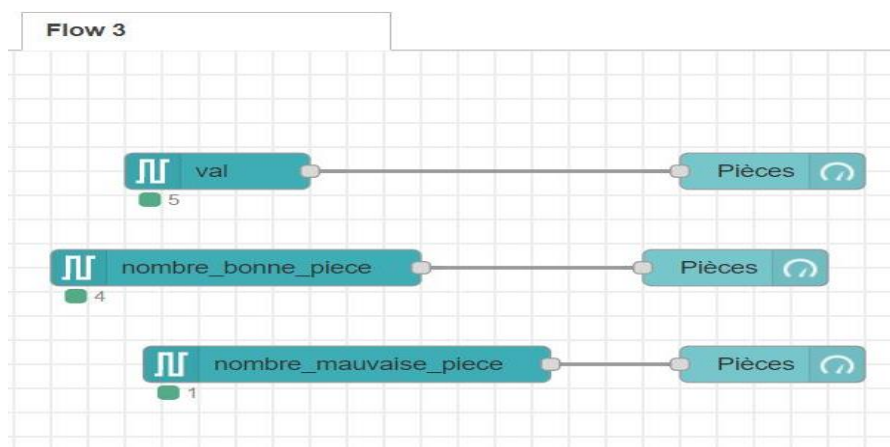 Flow 3
val Pièces
5
nombre_bonne_piece Pièces
4
nombre_mauvaise_piece Pièces
1